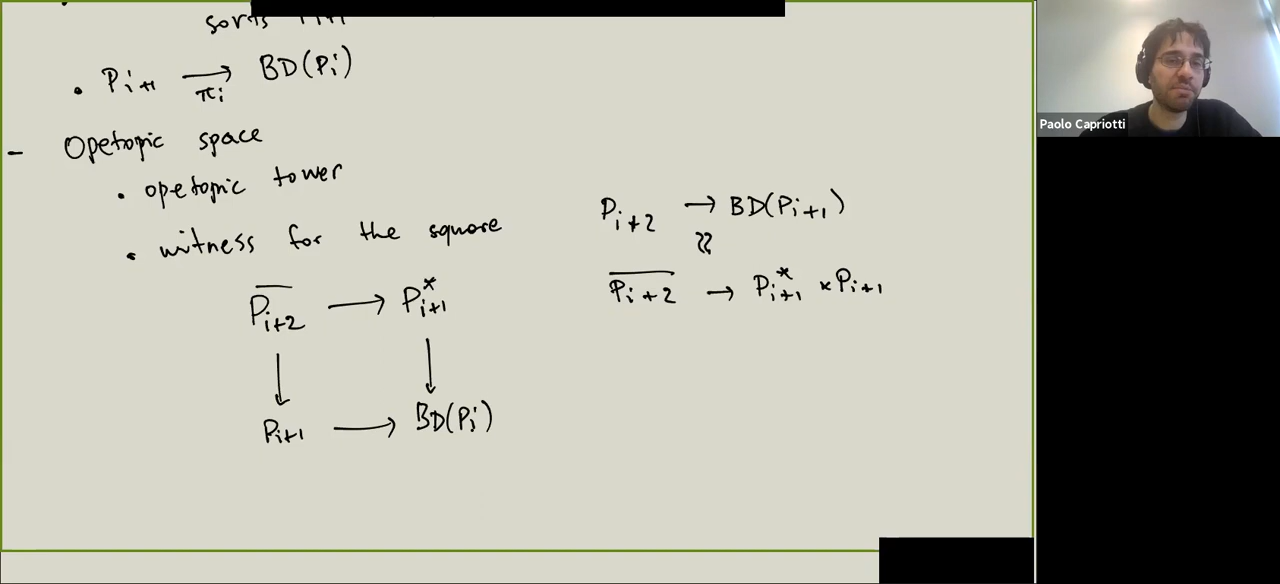 sorts
• Pi+1 →πi BD(Pi)
- Opetopic space
• opetopic tower
• witness for the square
Pi+2 → BD(Pi+1)
≀≀
P̅i+2 → P*i+1 × Pi+1
P̅i+2 → P*i+1
↓ ↓
Pi+1 → BD(Pi)
Paolo Capriotti